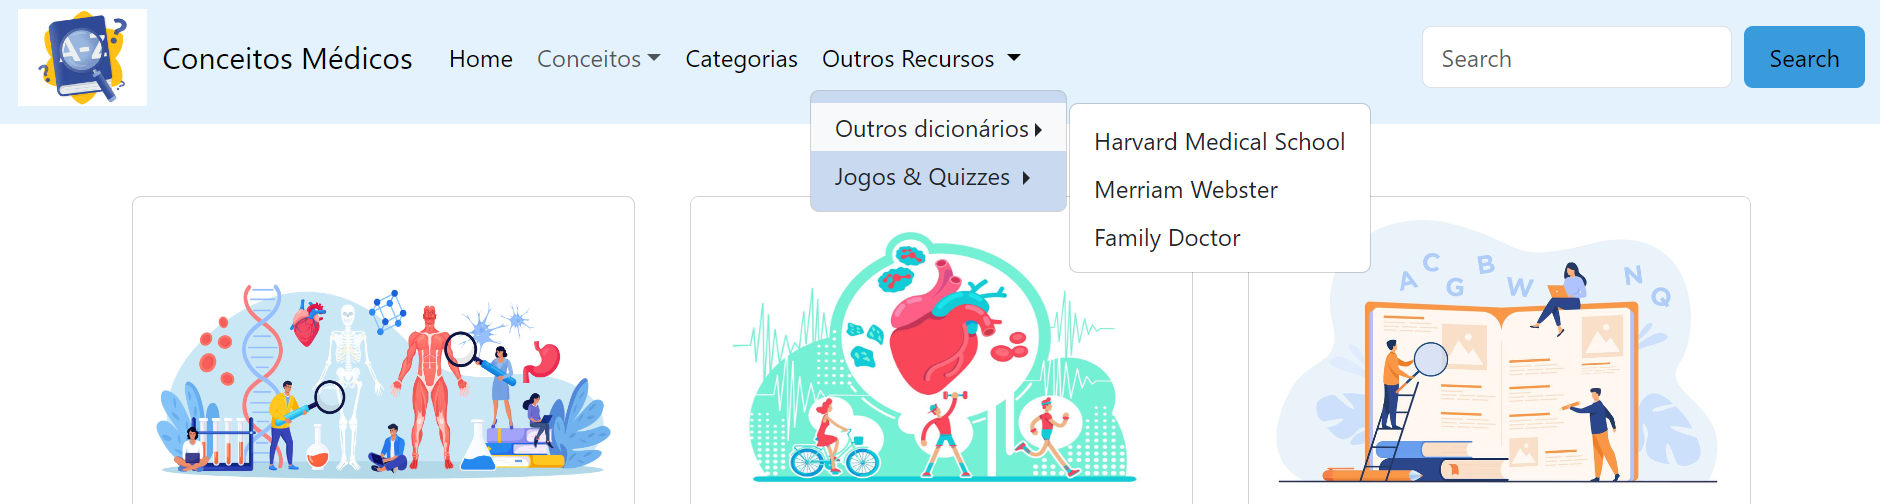 A-Z
Conceitos Médicos
Home
Conceitos
Categorias
Outros Recursos
Search
Search
Outros dicionários
Jogos & Quizzes
Harvard Medical School
Merriam Webster
Family Doctor
A C G B W N Q